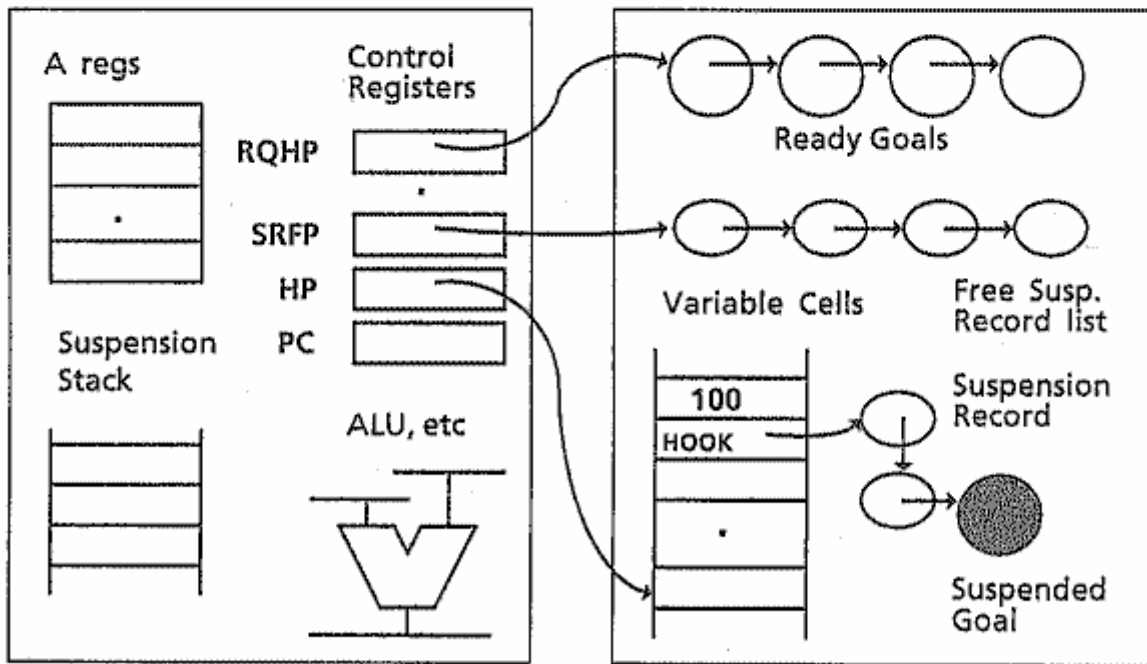 A regs
Control
Registers
RQHP
SRFP
HP
PC
Suspension
Stack
ALU, etc
Ready Goals
Variable Cells
Free Susp.
Record list
100
HOOK
Suspension
Record
Suspended
Goal